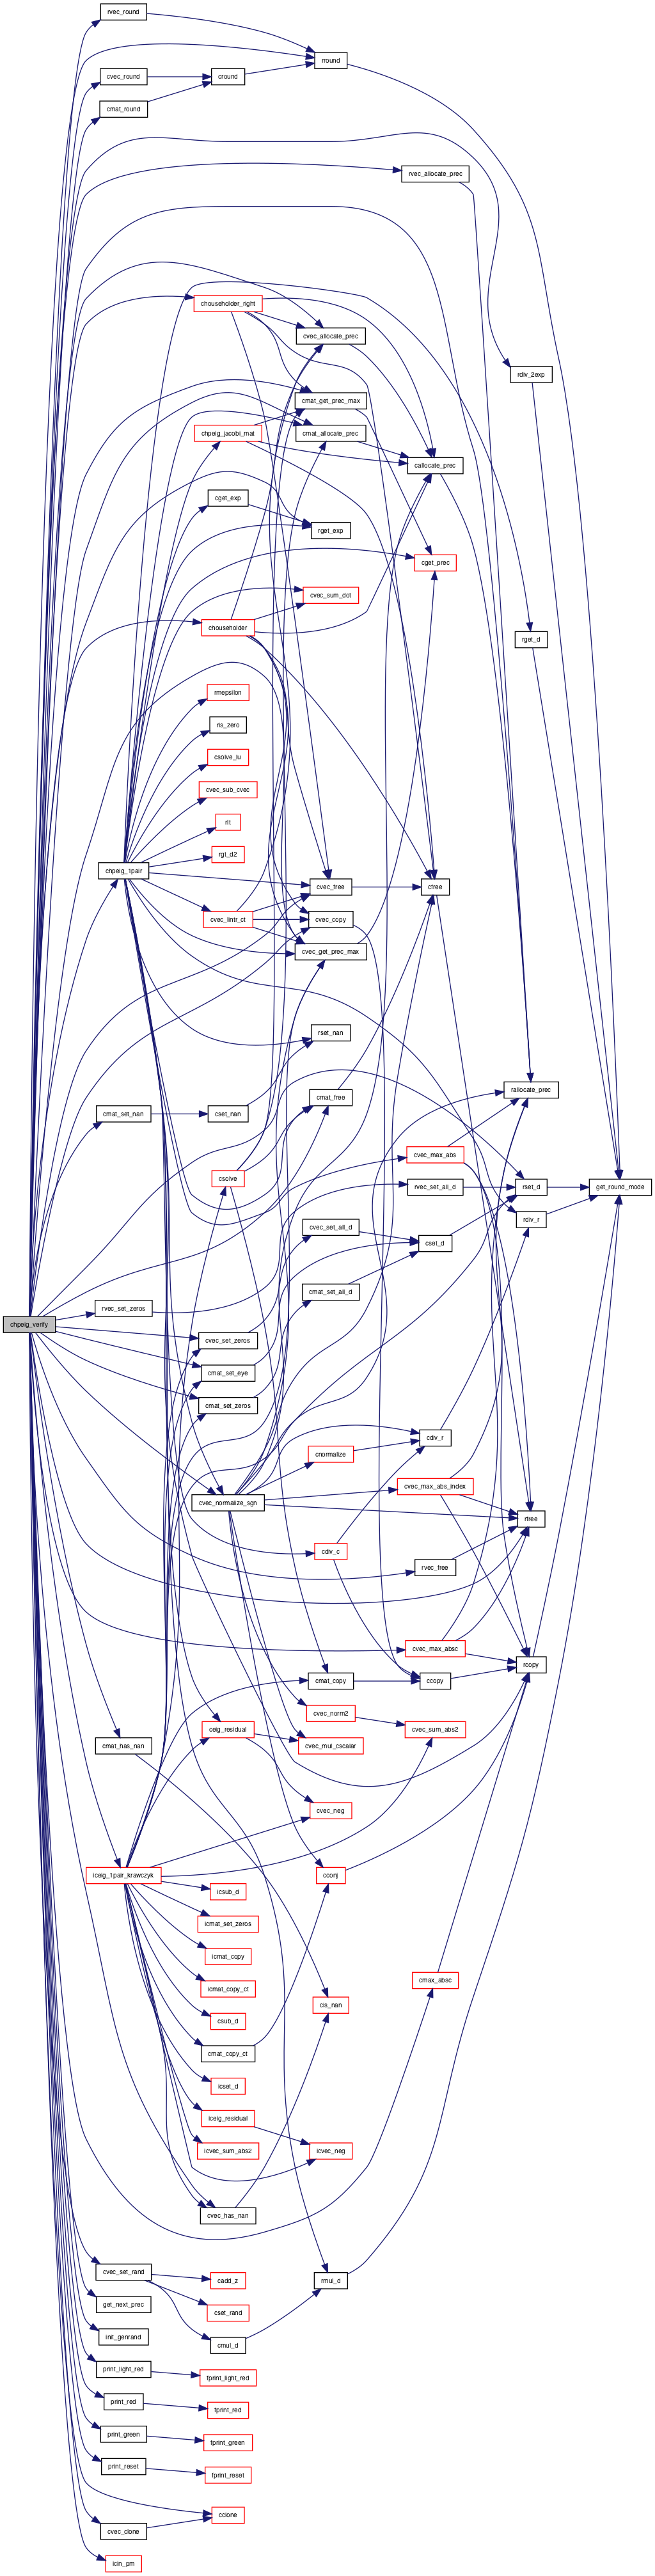 rvec_round
rround
cvec_round
cround
cmat_round
rvec_allocate_prec
chouseholder_right
cvec_allocate_prec
rdiv_2exp
cmat_get_prec_max
chpeig_jacobi_mat
cmat_allocate_prec
callocate_prec
cget_exp
rget_exp
cget_prec
cvec_sum_dot
chouseholder
rget_d
rmepsilon
ris_zero
csolve_lu
cvec_sub_cvec
rlt
rgt_d2
chpeig_1pair
cvec_free
cfree
cvec_lintr_ct
cvec_copy
cvec_get_prec_max
rset_nan
rallocate_prec
cmat_free
cmat_set_nan
cset_nan
cvec_max_abs
csolve
rvec_set_all_d
rset_d
get_round_mode
rdiv_r
cvec_set_all_d
cset_d
cmat_set_all_d
rvec_set_zeros
chpeig_verify
cvec_set_zeros
cmat_set_eye
cmat_set_zeros
cdiv_r
cnormalize
cvec_max_abs_index
cvec_normalize_sgn
rfree
cdiv_c
rvec_free
cvec_max_absc
rcopy
cmat_copy
ccopy
cvec_norm2
ceig_residual
cvec_sum_abs2
cmat_has_nan
cvec_mul_cscalar
cvec_neg
iceig_1pair_krawczyk
cconj
icsub_d
icmat_set_zeros
icmat_copy
cmax_absc
icmat_copy_ct
cis_nan
csub_d
cmat_copy_ct
icset_d
iceig_residual
icvec_sum_abs2
icvec_neg
cvec_has_nan
cvec_set_rand
cadd_z
rmul_d
get_next_prec
cset_rand
init_genrand
cmul_d
print_light_red
fprint_light_red
print_red
fprint_red
print_green
fprint_green
print_reset
fprint_reset
cclone
cvec_clone
icin_pm